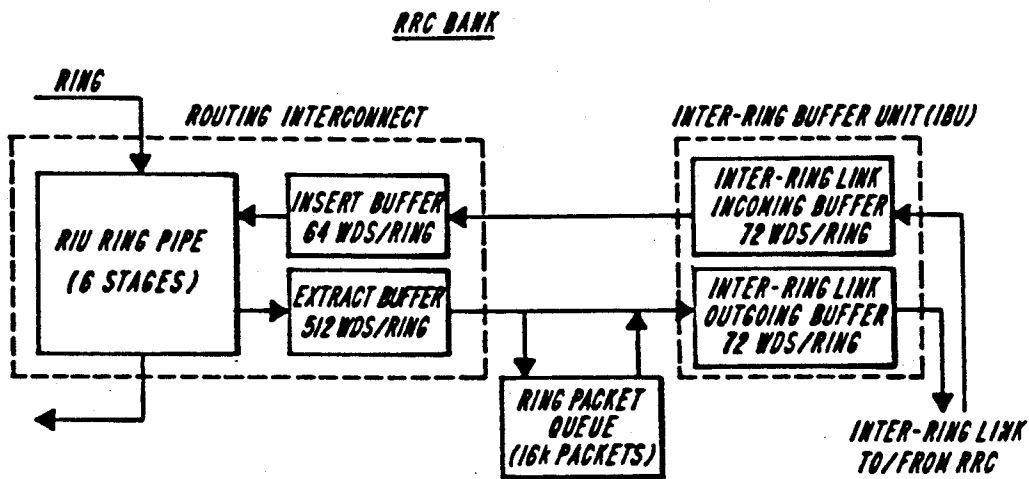 RRC BANK
RING
ROUTING INTERCONNECT
INTER-RING BUFFER UNIT (IBU)
RIU RING PIPE
(6 STAGES)
INSERT BUFFER
64 WDS/RING
EXTRACT BUFFER
512 WDS/RING
INTER-RING LINK
INCOMING BUFFER
72 WDS/RING
INTER-RING LINK
OUTGOING BUFFER
72 WDS/RING
RING PACKET
QUEUE
(16k PACKETS)
INTER-RING LINK
TO/FROM RRC